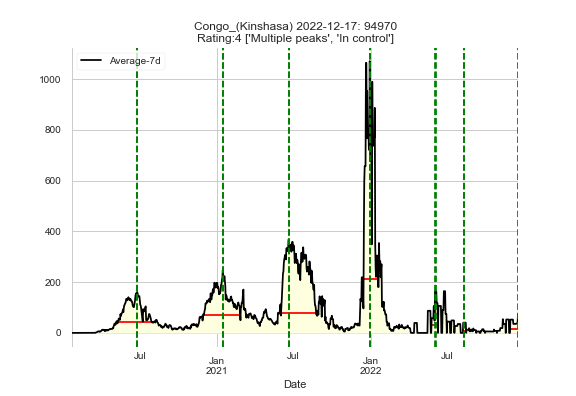 Congo_(Kinshasa) 2022-12-17: 94970
Rating:4 ['Multiple peaks', 'In control']
Average-7d
1000
800
600
400
200
0
Jul
Jan
2021
Jul
Jan
2022
Jul
Date